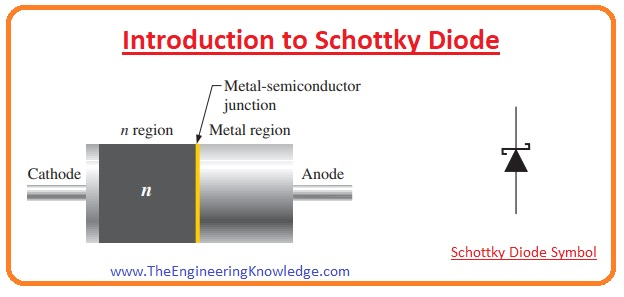 Introduction to Schottky Diode
Metal-semiconductor
junction
n region
Metal region
Cathode
n
Anode
www.TheEngineeringKnowledge.com
Schottky Diode Symbol